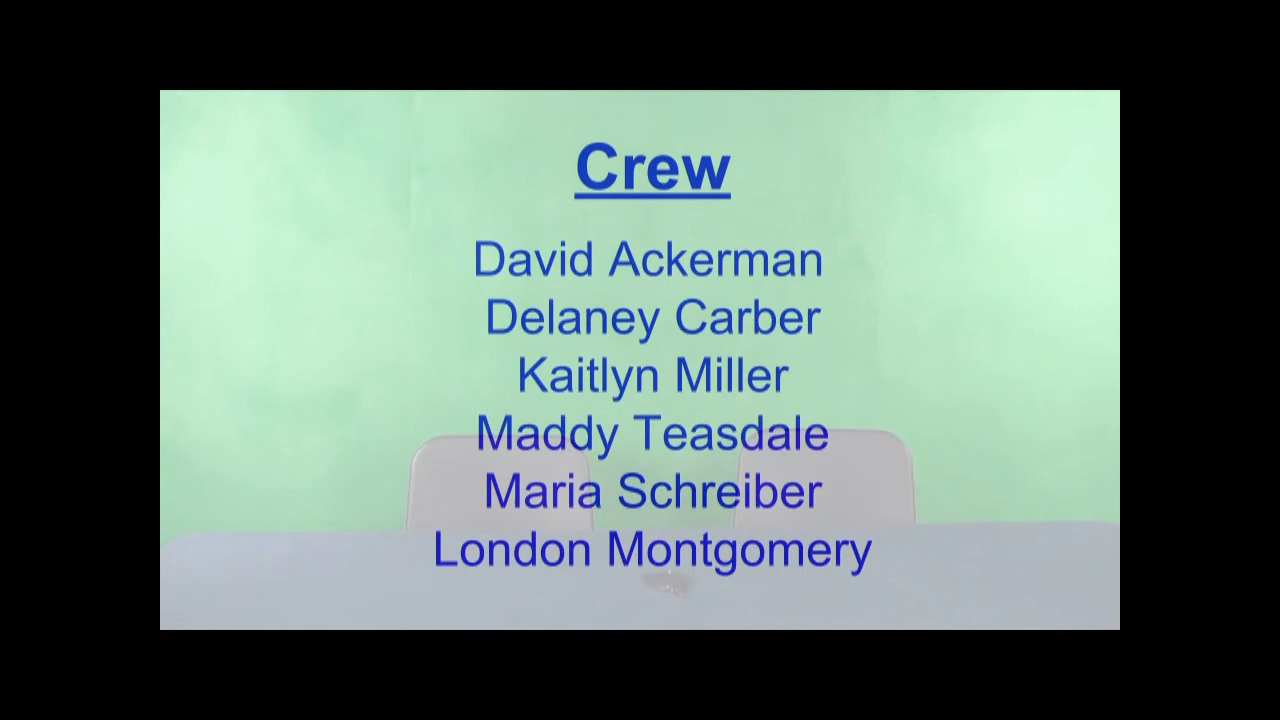 Crew
David Ackerman
Delaney Carber
Kaitlyn Miller
Maddy Teasdale
Maria Schreiber
London Montgomery